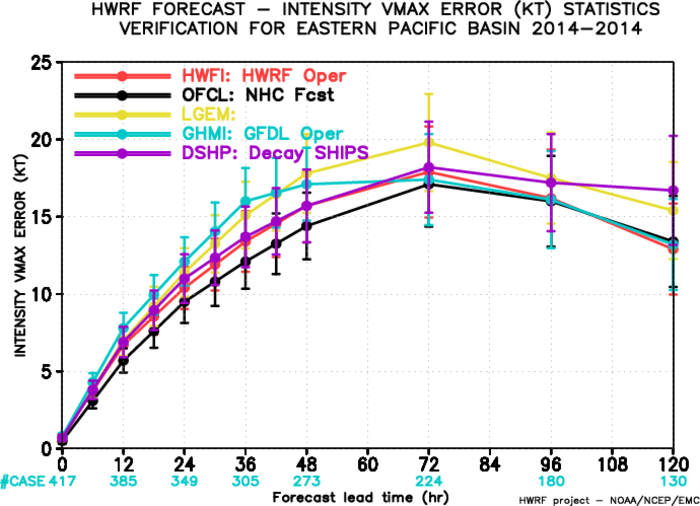 HWRF FORECAST – INTENSITY VMAX ERROR (KT) STATISTICS
VERIFICATION FOR EASTERN PACIFIC BASIN 2014–2014
25
20
15
10
5
0
INTENSITY VMAX ERROR (KT)
HWFI: HWRF Oper
OFCL: NHC Fcst
LGEM:
GHMI: GFDL Oper
DSHP: Decay SHIPS
0 12 24 36 48 60 72 84 96 108 120
#CASE 417 385 349 305 273 224 180 130
Forecast lead time (hr)
HWRF project – NOAA/NCEP/EMC